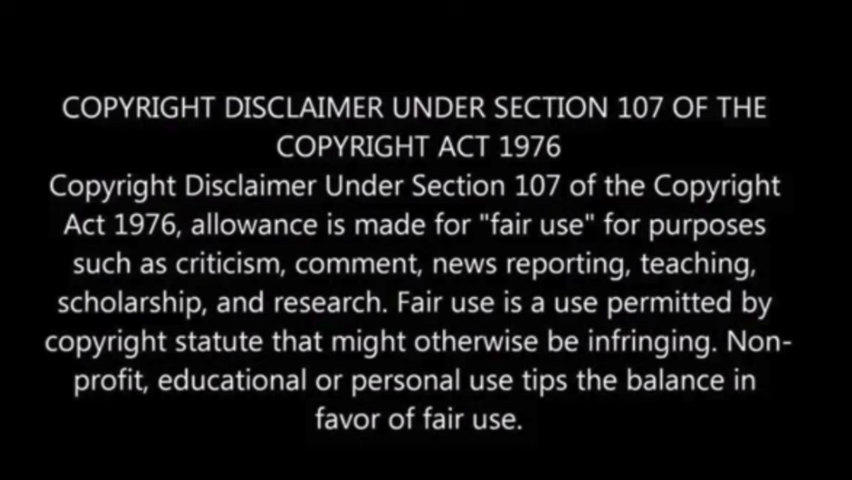 COPYRIGHT DISCLAIMER UNDER SECTION 107 OF THE
COPYRIGHT ACT 1976
Copyright Disclaimer Under Section 107 of the Copyright
Act 1976, allowance is made for "fair use" for purposes
such as criticism, comment, news reporting, teaching,
scholarship, and research. Fair use is a use permitted by
copyright statute that might otherwise be infringing. Non-
profit, educational or personal use tips the balance in
favor of fair use.